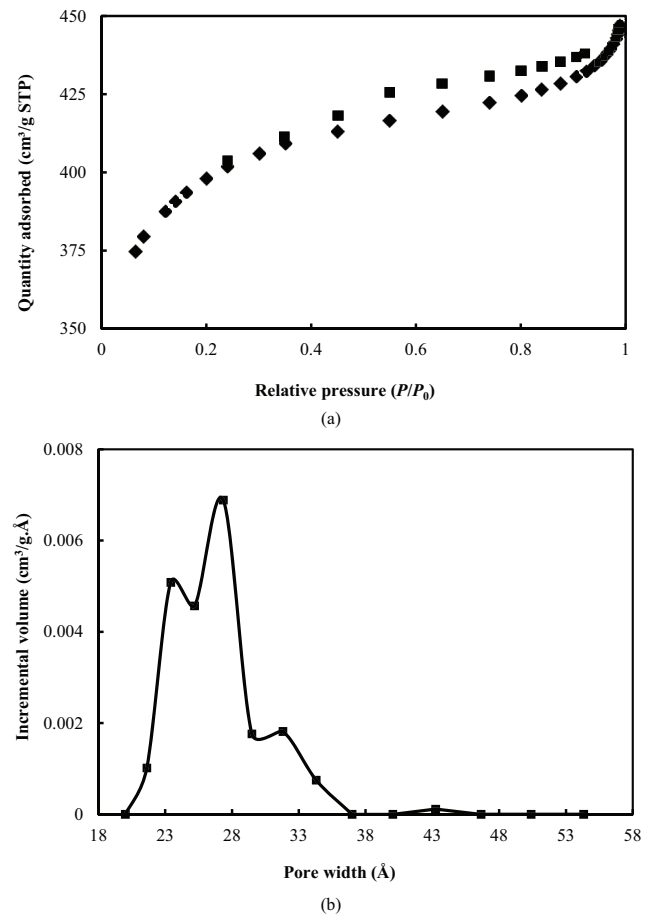 450
425
400
375
350
Quantity adsorbed (cm³/g STP)
0 0.2 0.4 0.6 0.8 1
Relative pressure (P/P₀)
(a)
0.008
0.006
0.004
0.002
0
Incremental volume (cm³/g.Å)
18 23 28 33 38 43 48 53 58
Pore width (Å)
(b)